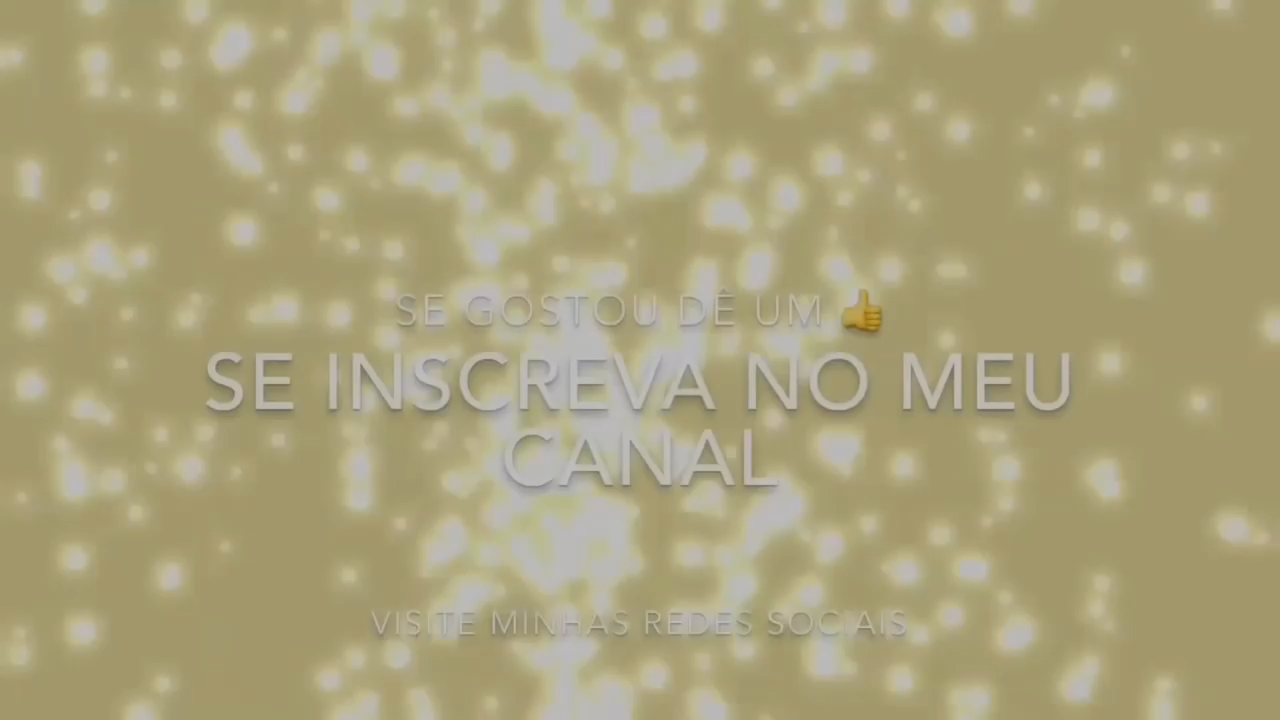 SE GOSTOU DÊ UM 👍
SE INSCREVA NO MEU
CANAL
VISITE MINHAS REDES SOCIAIS